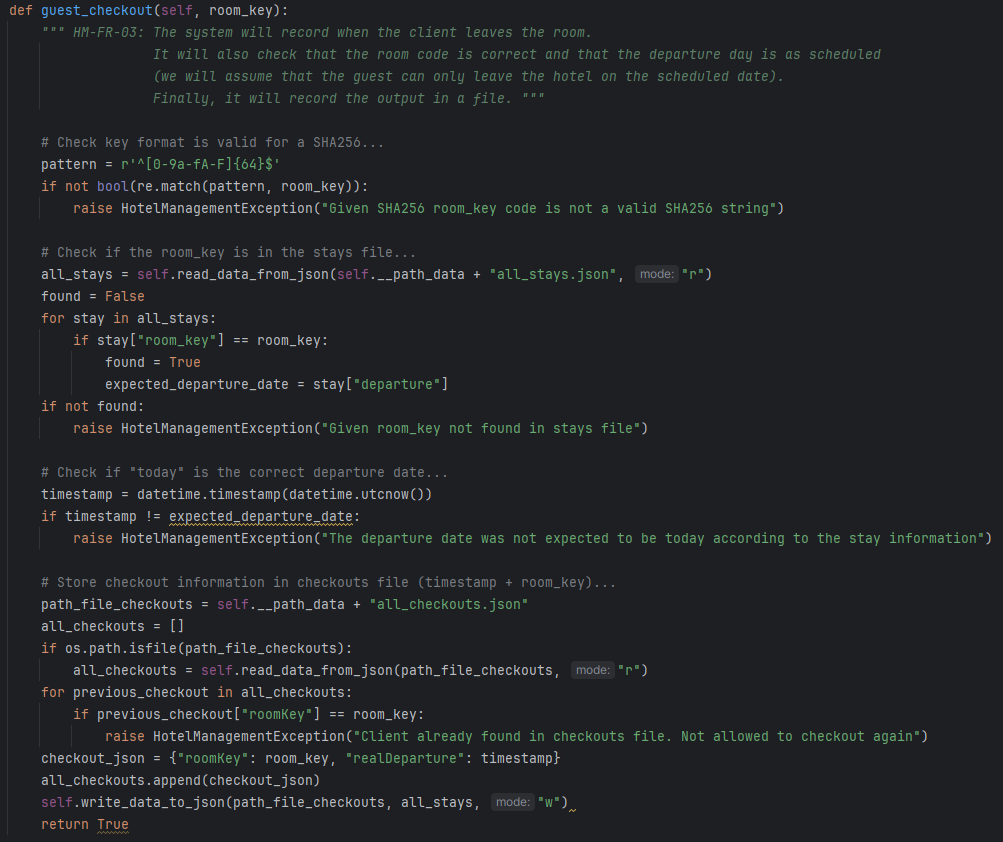 def guest_checkout(self, room_key):
    """ HM-FR-03: The system will record when the client leaves the room.
                  It will also check that the room code is correct and that the departure day is as scheduled
                  (we will assume that the guest can only leave the hotel on the scheduled date).
                  Finally, it will record the output in a file. """
    # Check key format is valid for a SHA256...
    pattern = r'^[0-9a-fA-F]{64}$'
    if not bool(re.match(pattern, room_key)):
        raise HotelManagementException("Given SHA256 room_key code is not a valid SHA256 string")
    # Check if the room_key is in the stays file...
    all_stays = self.read_data_from_json(self.__path_data + "all_stays.json", mode: "r")
    found = False
    for stay in all_stays:
        if stay["room_key"] == room_key:
            found = True
            expected_departure_date = stay["departure"]
    if not found:
        raise HotelManagementException("Given room_key not found in stays file")
    # Check if "today" is the correct departure date...
    timestamp = datetime.timestamp(datetime.utcnow())
    if timestamp != expected_departure_date:
        raise HotelManagementException("The departure date was not expected to be today according to the stay information")
    # Store checkout information in checkouts file (timestamp + room_key)...
    path_file_checkouts = self.__path_data + "all_checkouts.json"
    all_checkouts = []
    if os.path.isfile(path_file_checkouts):
        all_checkouts = self.read_data_from_json(path_file_checkouts, mode: "r")
    for previous_checkout in all_checkouts:
        if previous_checkout["roomKey"] == room_key:
            raise HotelManagementException("Client already found in checkouts file. Not allowed to checkout again")
    checkout_json = {"roomKey": room_key, "realDeparture": timestamp}
    all_checkouts.append(checkout_json)
    self.write_data_to_json(path_file_checkouts, all_stays, mode: "w")
    return True